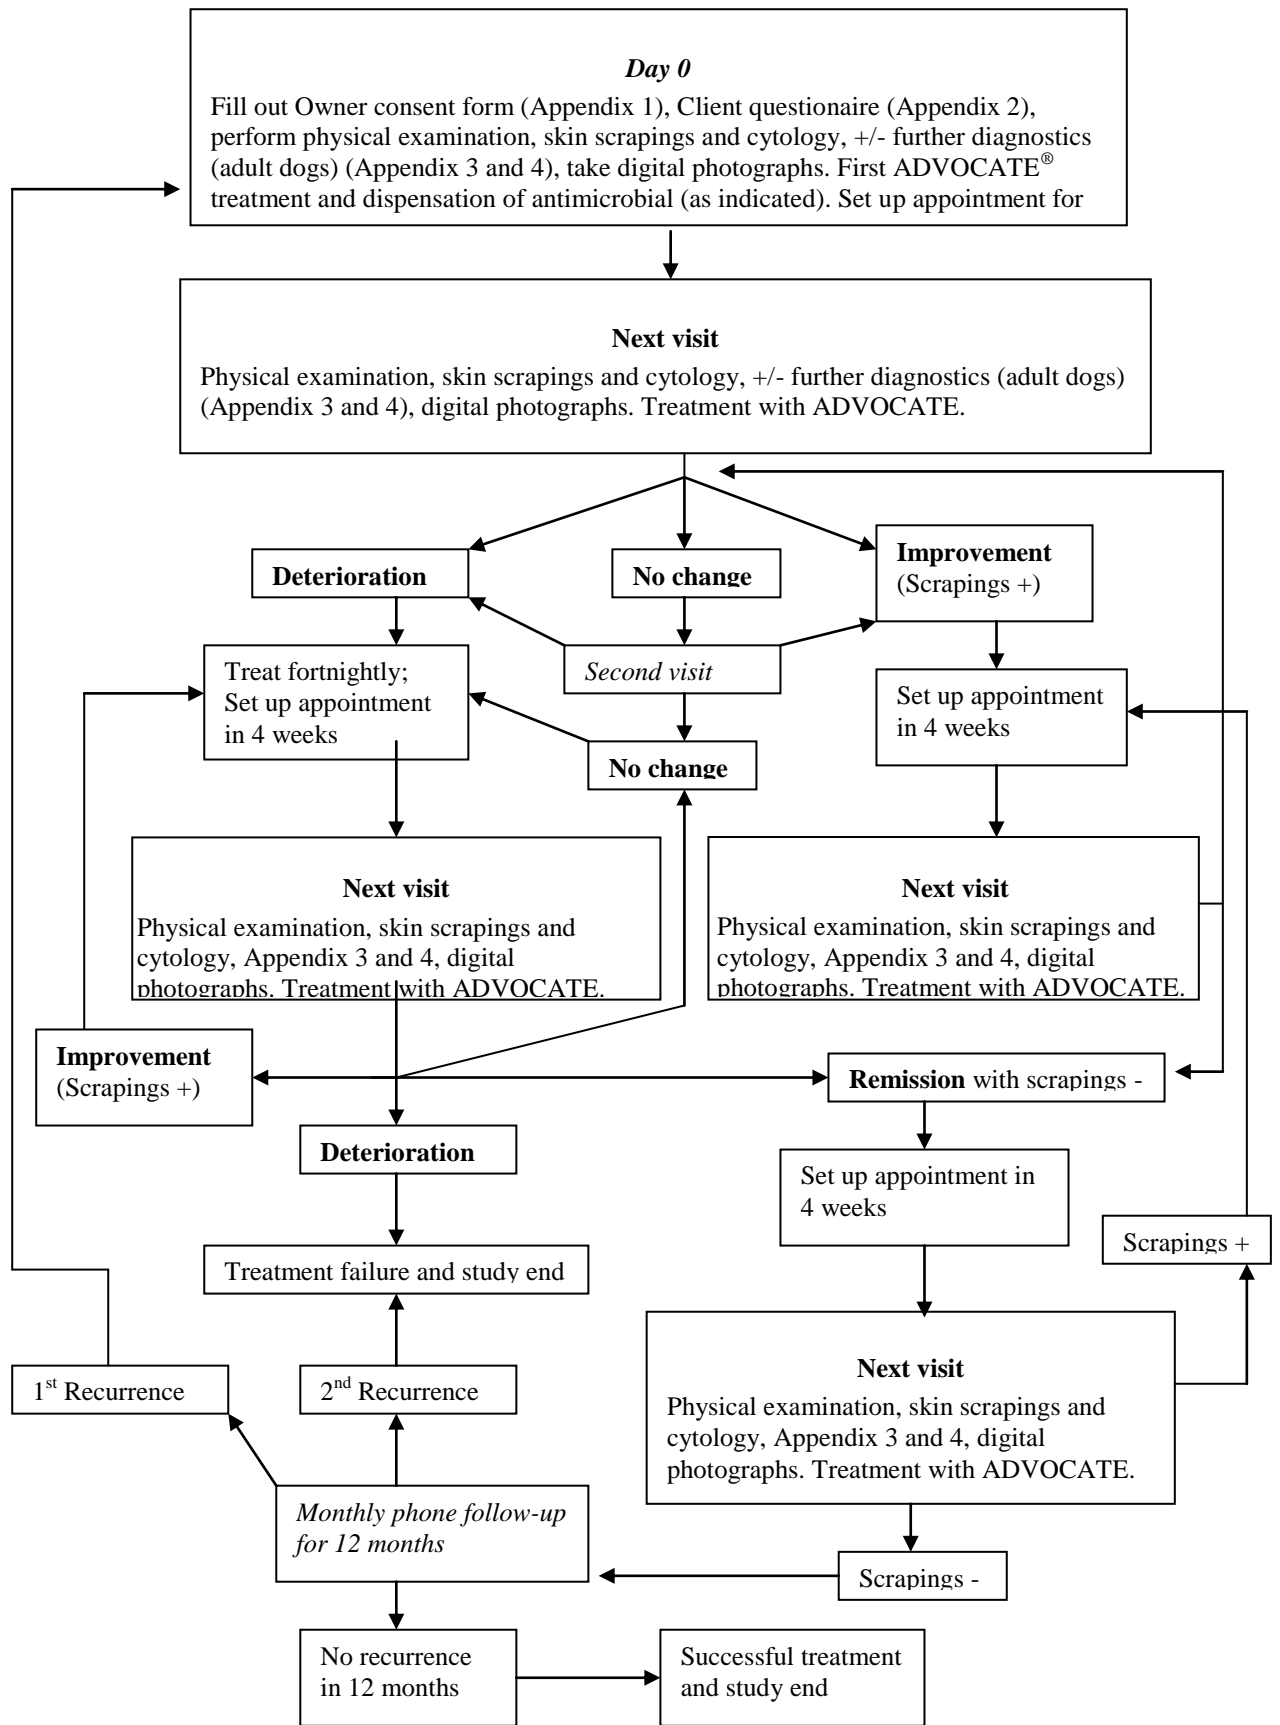 Day 0
Fill out Owner consent form (Appendix 1), Client questionaire (Appendix 2),
perform physical examination, skin scrapings and cytology, +/- further diagnostics
(adult dogs) (Appendix 3 and 4), take digital photographs. First ADVOCATE®
treatment and dispensation of antimicrobial (as indicated). Set up appointment for
Next visit
Physical examination, skin scrapings and cytology, +/- further diagnostics (adult dogs)
(Appendix 3 and 4), digital photographs. Treatment with ADVOCATE.
Deterioration
No change
Improvement
(Scrapings +)
Treat fortnightly;
Set up appointment
in 4 weeks
Second visit
Set up appointment
in 4 weeks
No change
Next visit
Physical examination, skin scrapings and
cytology, Appendix 3 and 4, digital
photographs. Treatment with ADVOCATE.
Next visit
Physical examination, skin scrapings and
cytology, Appendix 3 and 4, digital
photographs. Treatment with ADVOCATE.
Improvement
(Scrapings +)
Remission with scrapings -
Deterioration
Set up appointment in
4 weeks
Scrapings +
Treatment failure and study end
1st Recurrence
2nd Recurrence
Next visit
Physical examination, skin scrapings and
cytology, Appendix 3 and 4, digital
photographs. Treatment with ADVOCATE.
Monthly phone follow-up
for 12 months
Scrapings -
No recurrence
in 12 months
Successful treatment
and study end